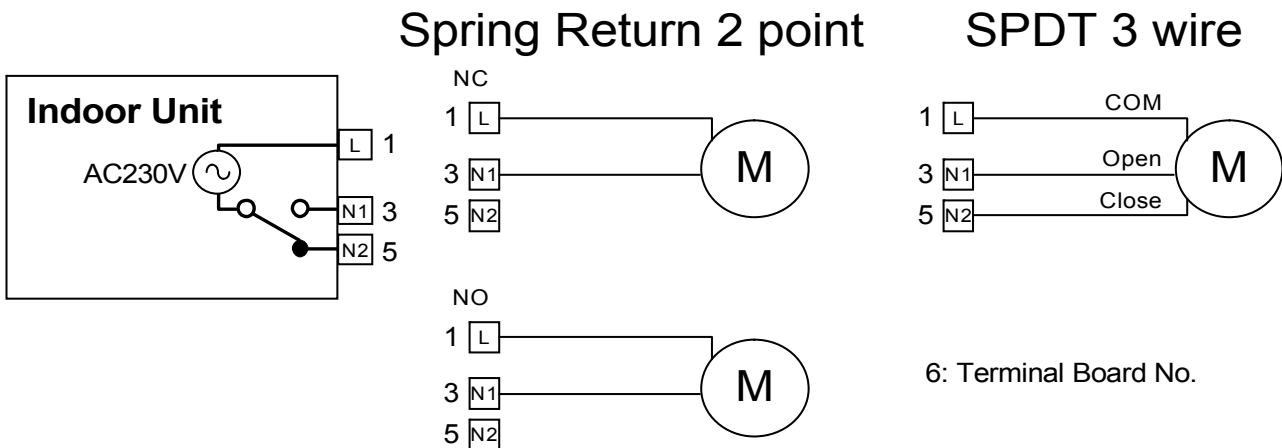 Spring Return 2 point
SPDT 3 wire
Indoor Unit
AC230V
L 1
N1 3
N2 5
NC
1 L
3 N1
5 N2
M
NO
1 L
3 N1
5 N2
M
1 L COM
3 N1 Open
5 N2 Close
M
6: Terminal Board No.